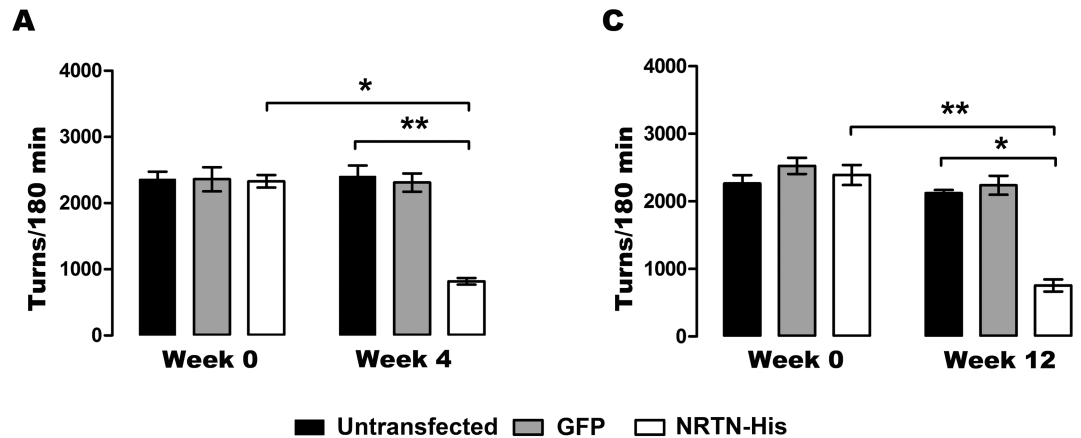 A
4000
3000
2000
1000
0
Turns/180 min
*
**
Week 0
Week 4
C
4000
3000
2000
1000
0
Turns/180 min
**
*
Week 0
Week 12
Untransfected GFP NRTN-His